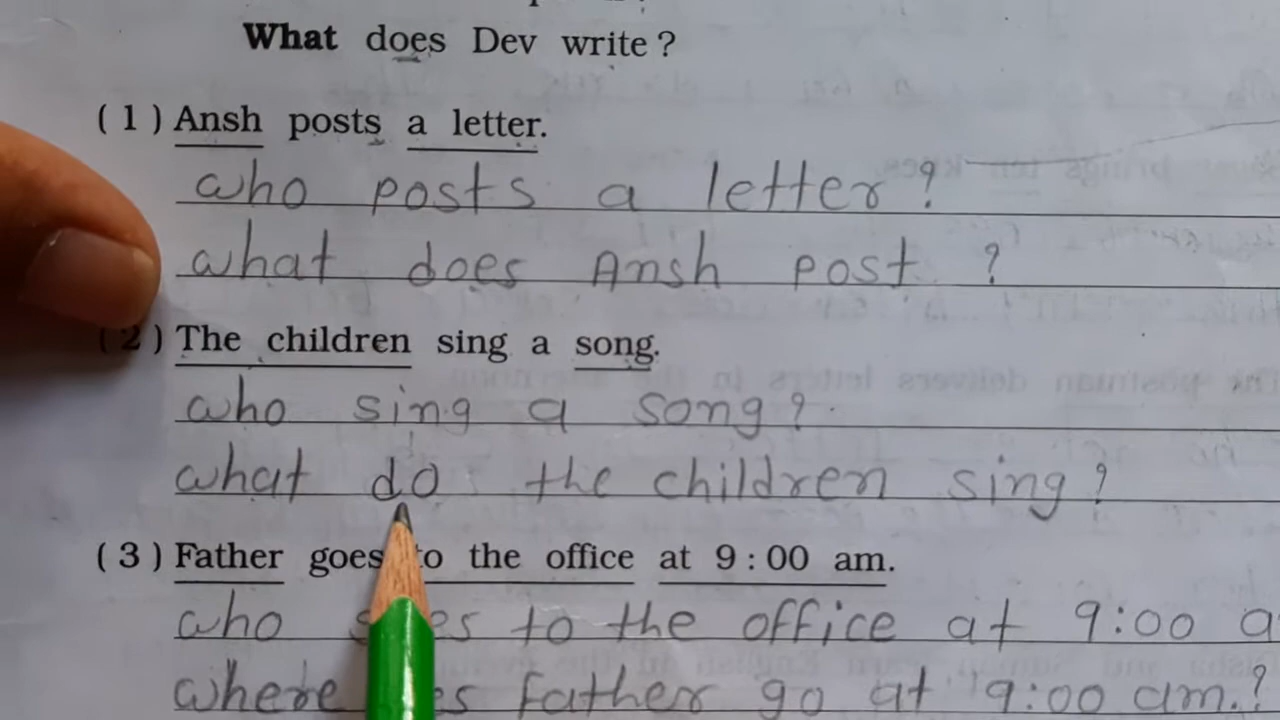 What does Dev write ?
( 1 ) Ansh posts a letter.
who posts a letter ?
what does Ansh post ?
(2) The children sing a song.
who sing a song ?
what do the children sing ?
( 3 ) Father goes to the office at 9 : 00 am.
who to the office at 9:00
where father go at 9:00 am.?